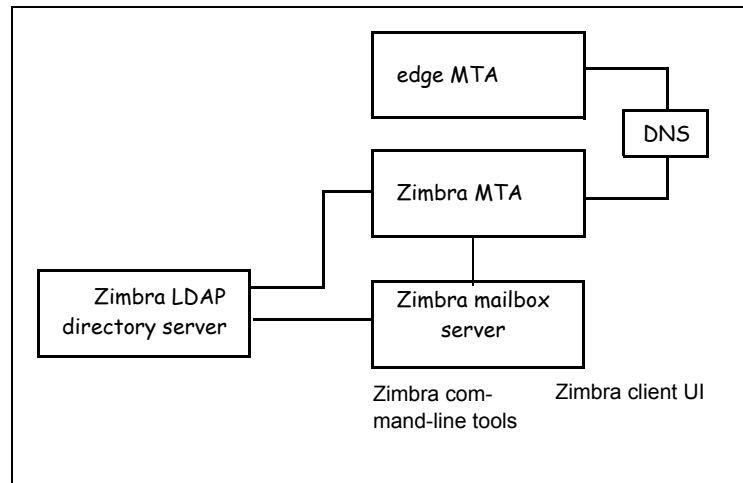 edge MTA
DNS
Zimbra MTA
Zimbra LDAP
directory server
Zimbra mailbox
server
Zimbra com-
mand-line tools
Zimbra client UI